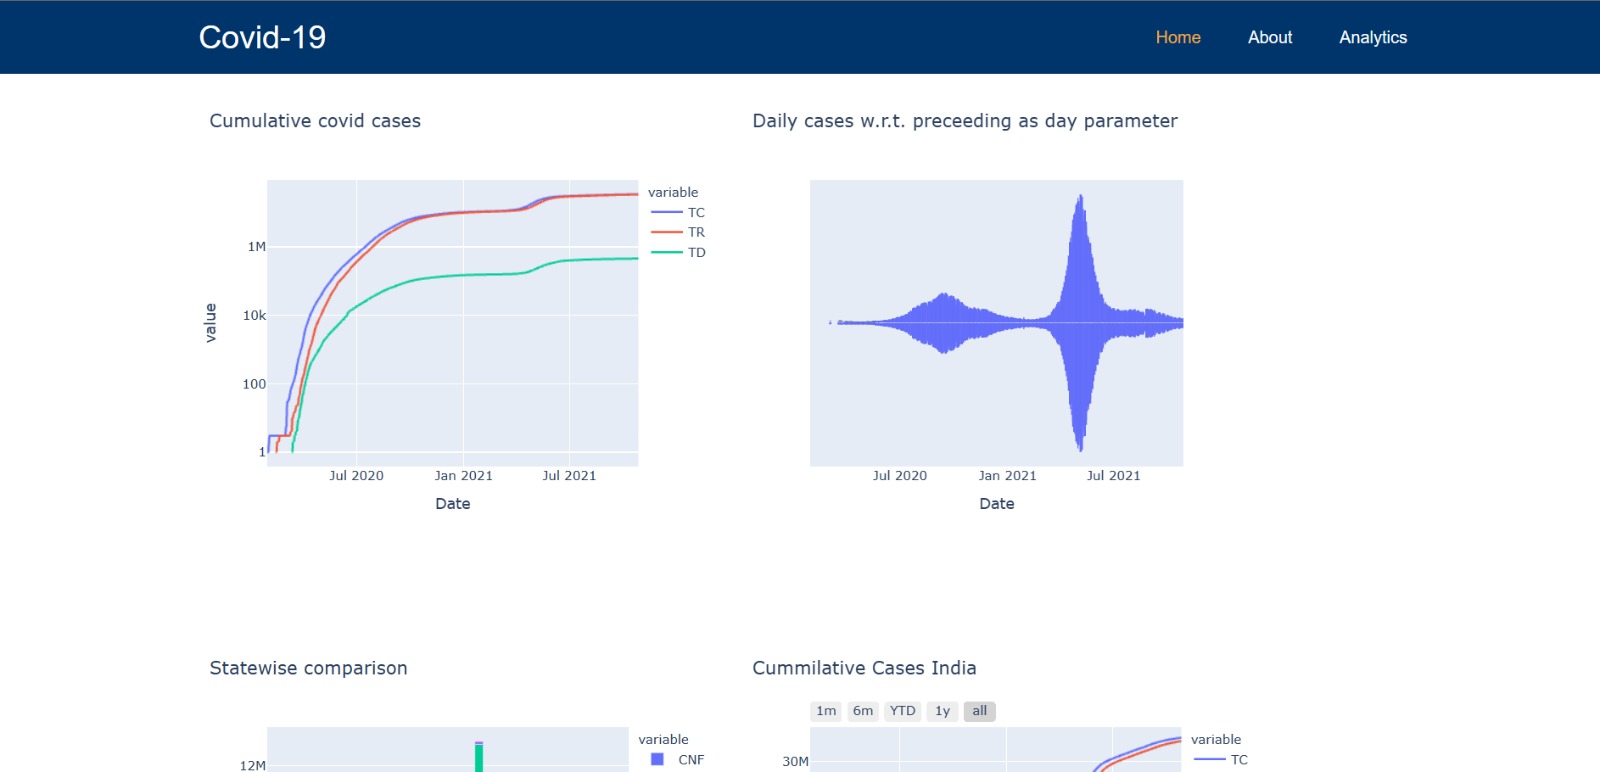 Covid-19
Home About Analytics
Cumulative covid cases
variable
TC
TR
TD
value
1M
10k
100
1
Jul 2020 Jan 2021 Jul 2021
Date
Daily cases w.r.t. preceeding as day parameter
Jul 2020 Jan 2021 Jul 2021
Date
Statewise comparison
variable
CNF
12M
Cummilative Cases India
1m 6m YTD 1y all
variable
TC
30M